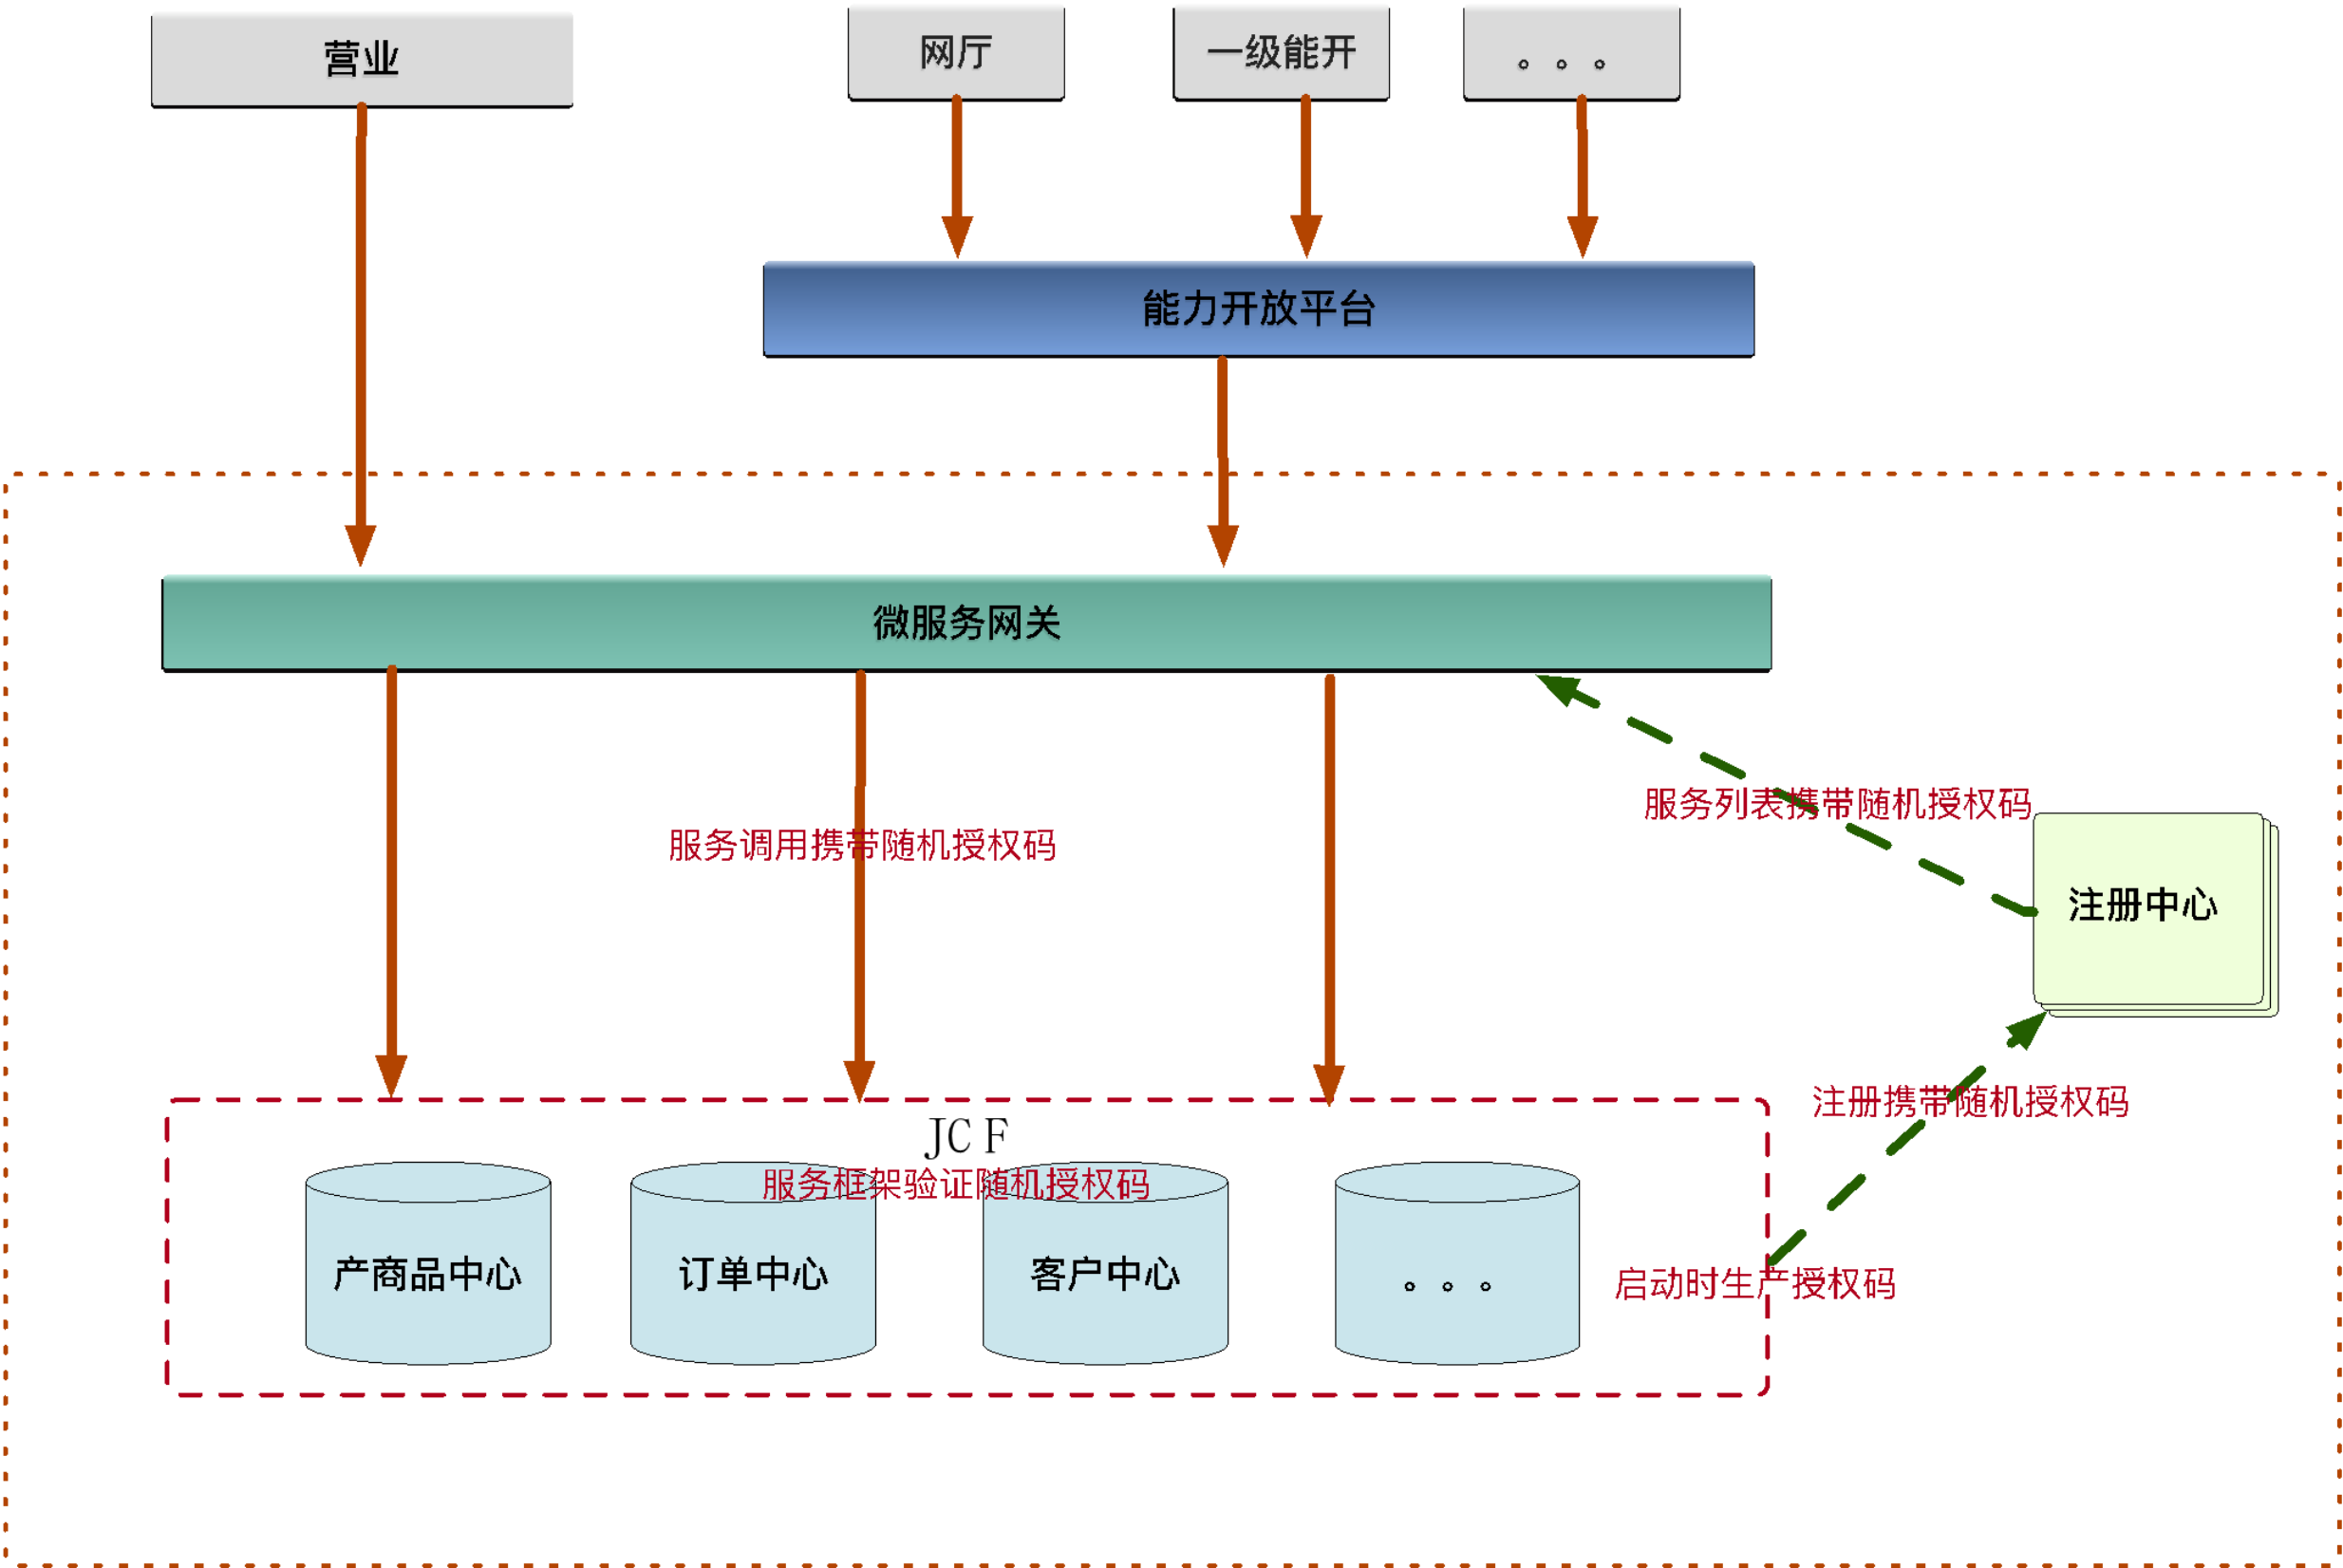 营业
网厅
一级能开
。。。
能力开放平台
微服务网关
服务列表携带随机授权码
服务调用携带随机授权码
注册中心
注册携带随机授权码
JCF
服务框架验证随机授权码
产商品中心
订单中心
客户中心
。。。
启动时生产授权码